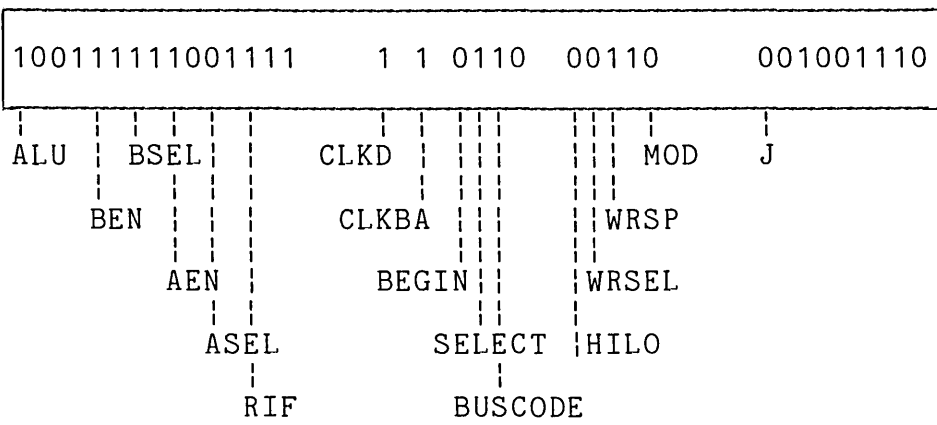 100111111001111 1 1 0110 00110 001001110
ALU BSEL CLKD MOD J
BEN CLKBA WRSP
AEN BEGIN WRSEL
ASEL SELECT HILO
RIF BUSCODE